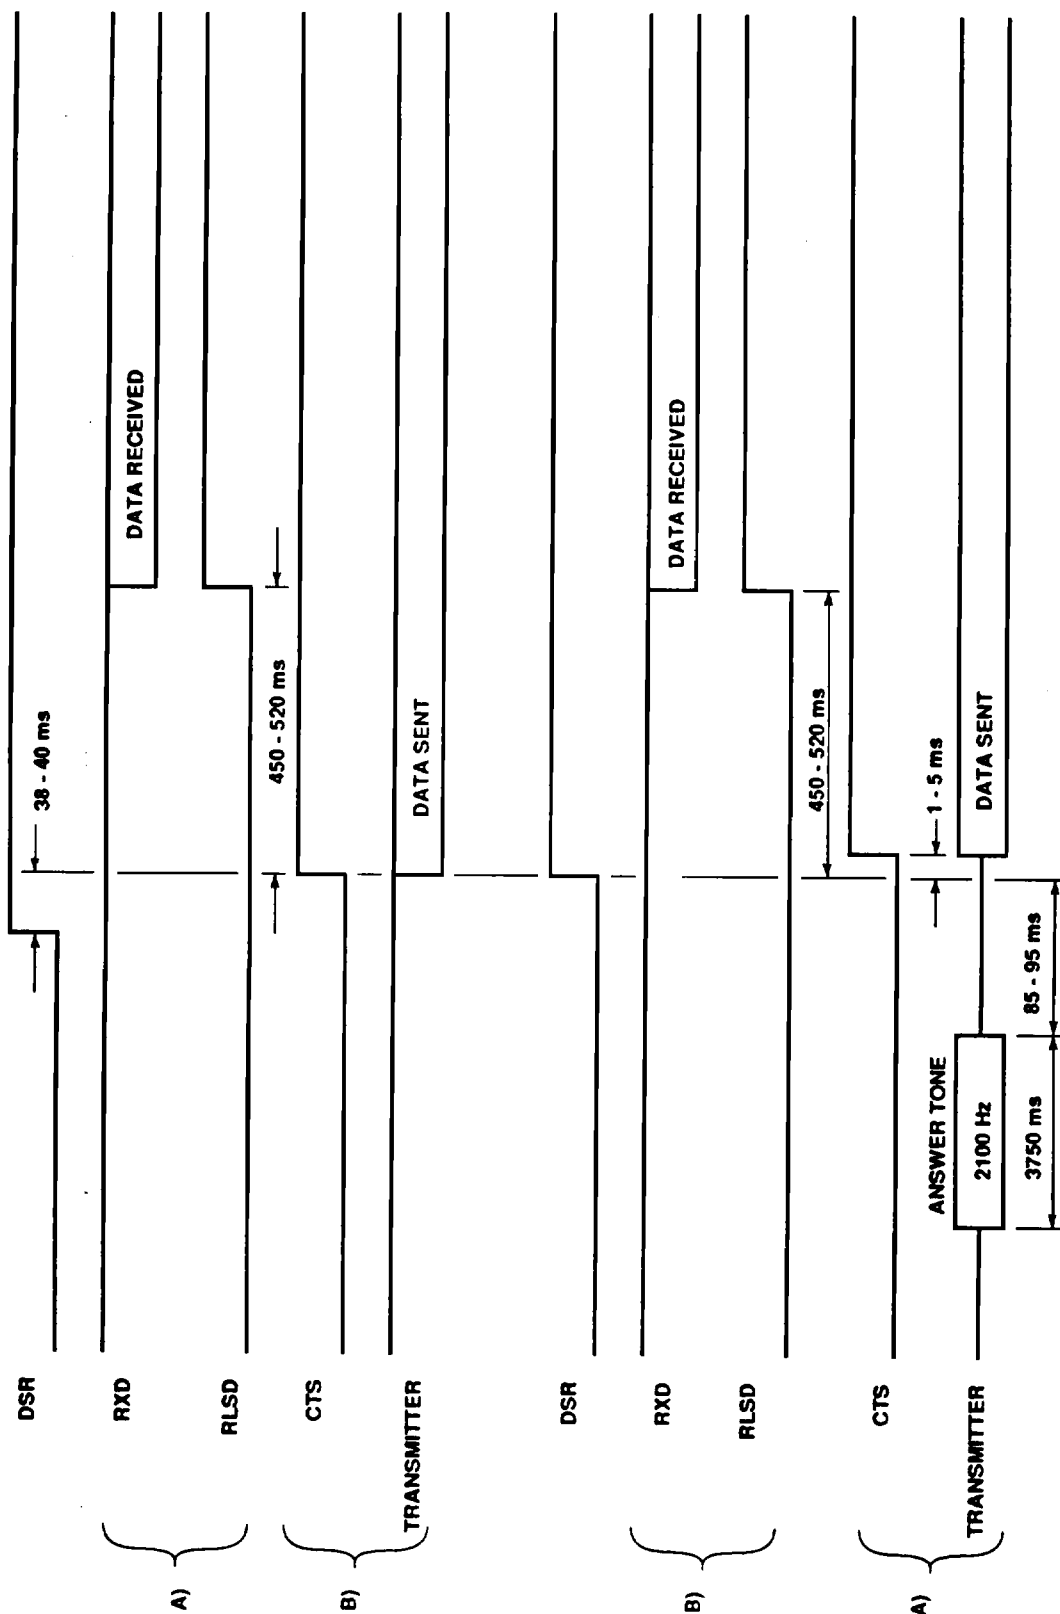 DSR
38 - 40 ms
A)
RXD
DATA RECEIVED
RLSD
450 - 520 ms
B)
CTS
TRANSMITTER
DATA SENT
DSR
B)
RXD
DATA RECEIVED
RLSD
450 - 520 ms
A)
CTS
1 - 5 ms
ANSWER TONE
TRANSMITTER
2100 Hz
DATA SENT
3750 ms
85 - 95 ms